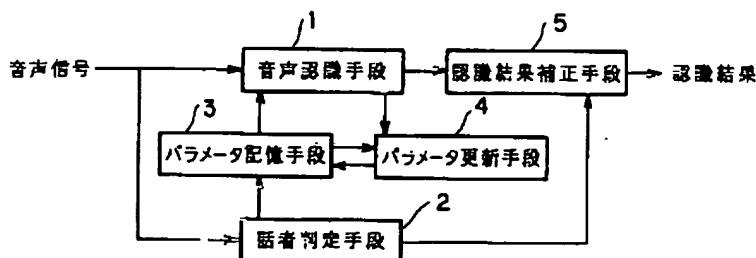 1
5
音声信号
音声認識手段
認識結果補正手段
認識結果
3
4
パラメータ記憶手段
パラメータ更新手段
2
話者判定手段